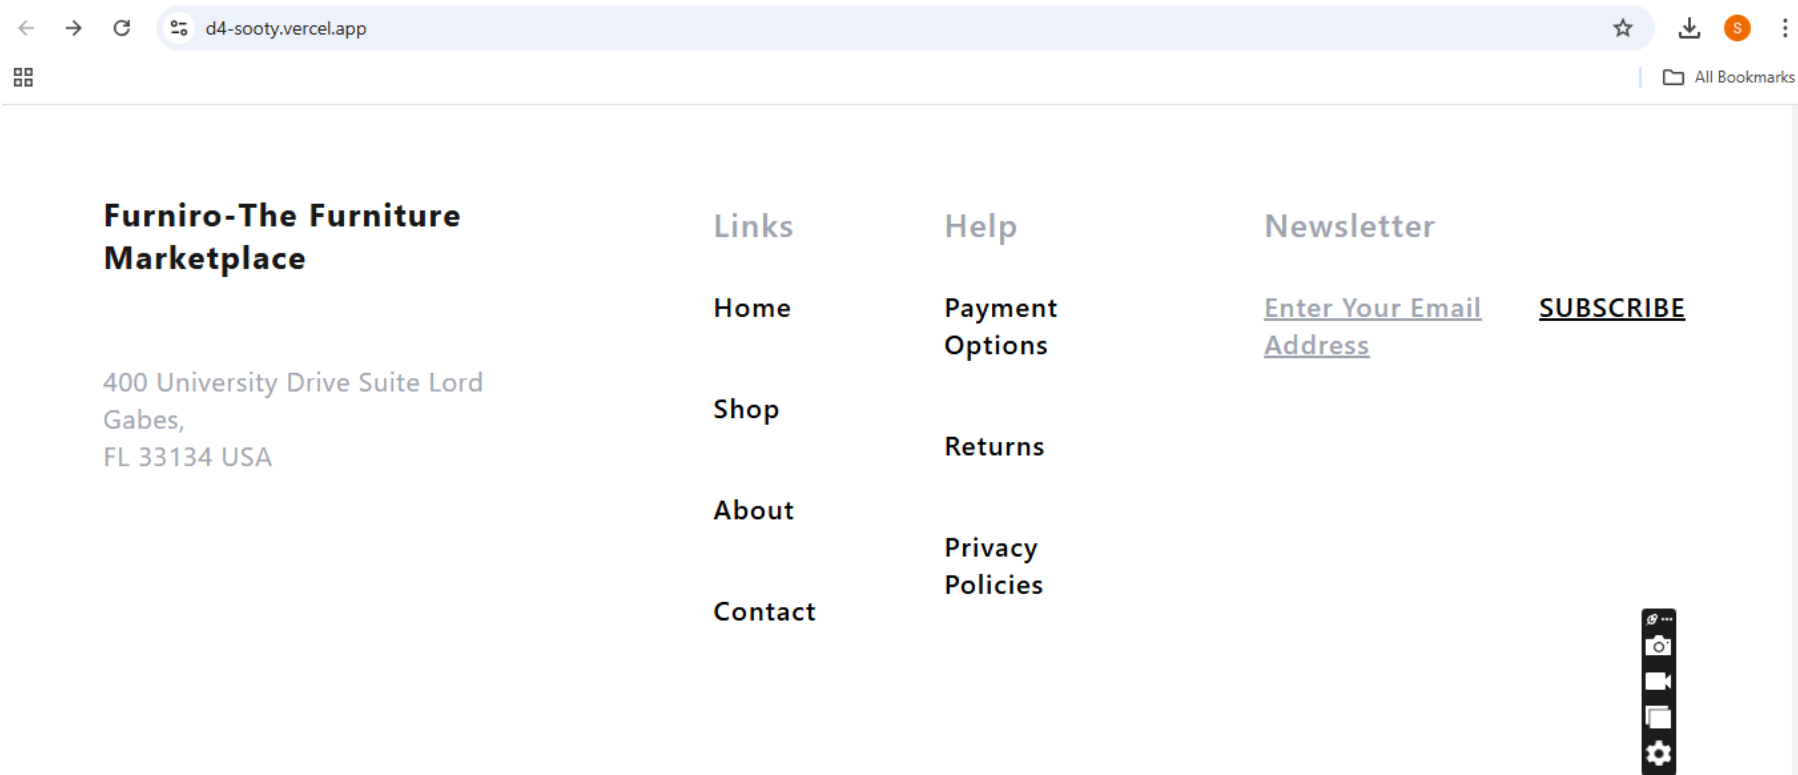 d4-sooty.vercel.app
S
All Bookmarks
Furniro-The Furniture
Marketplace
400 University Drive Suite Lord
Gabes,
FL 33134 USA
Links
Home
Shop
About
Contact
Help
Payment
Options
Returns
Privacy
Policies
Newsletter
Enter Your Email
Address
SUBSCRIBE